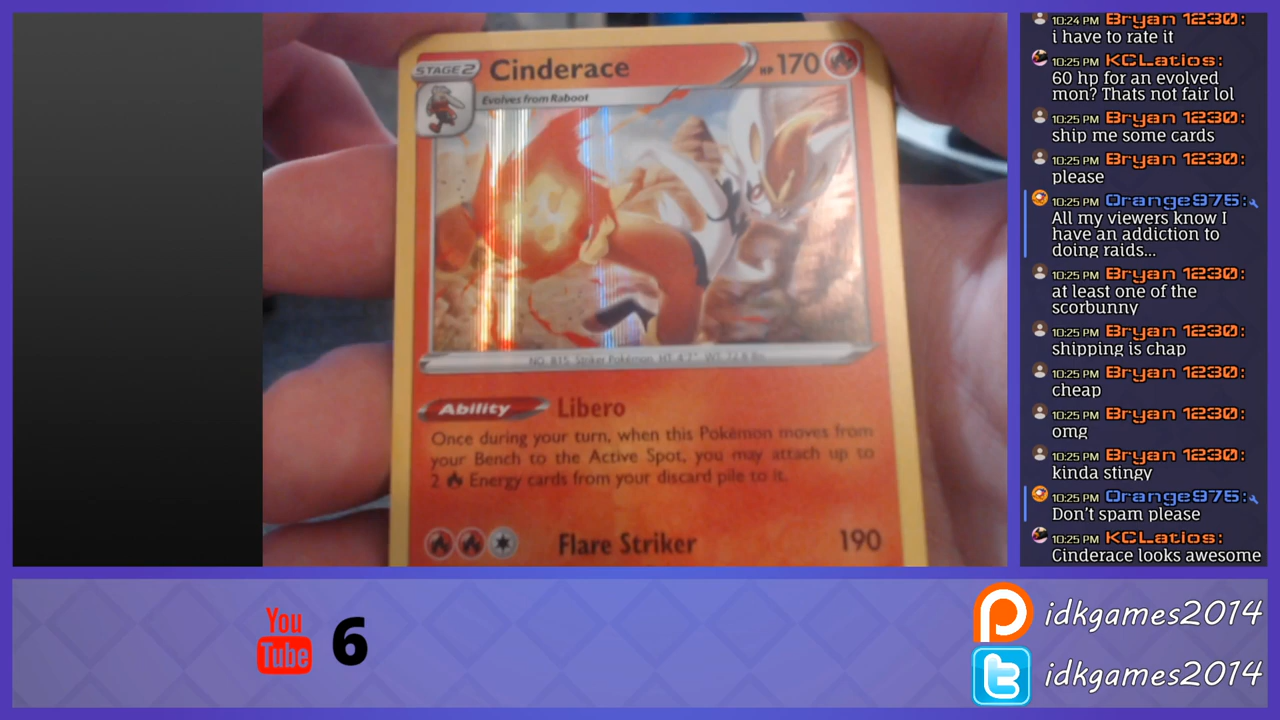 STAGE 2 Cinderace HP 170
Evolves from Raboot
NO. 815 Striker Pokémon HT 4'7" WT 72.8 lbs.
Ability Libero
Once during your turn, when this Pokémon moves from
your Bench to the Active Spot, you may attach up to
2 Energy cards from your discard pile to it.
Flare Striker 190
10:24 PM Bryan 1230:
i have to rate it
10:25 PM KCLatios:
60 hp for an evolved
mon? Thats not fair lol
10:25 PM Bryan 1230:
ship me some cards
10:25 PM Bryan 1230:
please
10:25 PM Orange975:
All my viewers know I
have an addiction to
doing raids...
10:25 PM Bryan 1230:
at least one of the
scorbunny
10:25 PM Bryan 1230:
shipping is chap
10:25 PM Bryan 1230:
cheap
10:25 PM Bryan 1230:
omg
10:25 PM Bryan 1230:
kinda stingy
10:25 PM Orange975:
Don't spam please
10:25 PM KCLatios:
Cinderace looks awesome
You
Tube 6
idkgames2014
idkgames2014